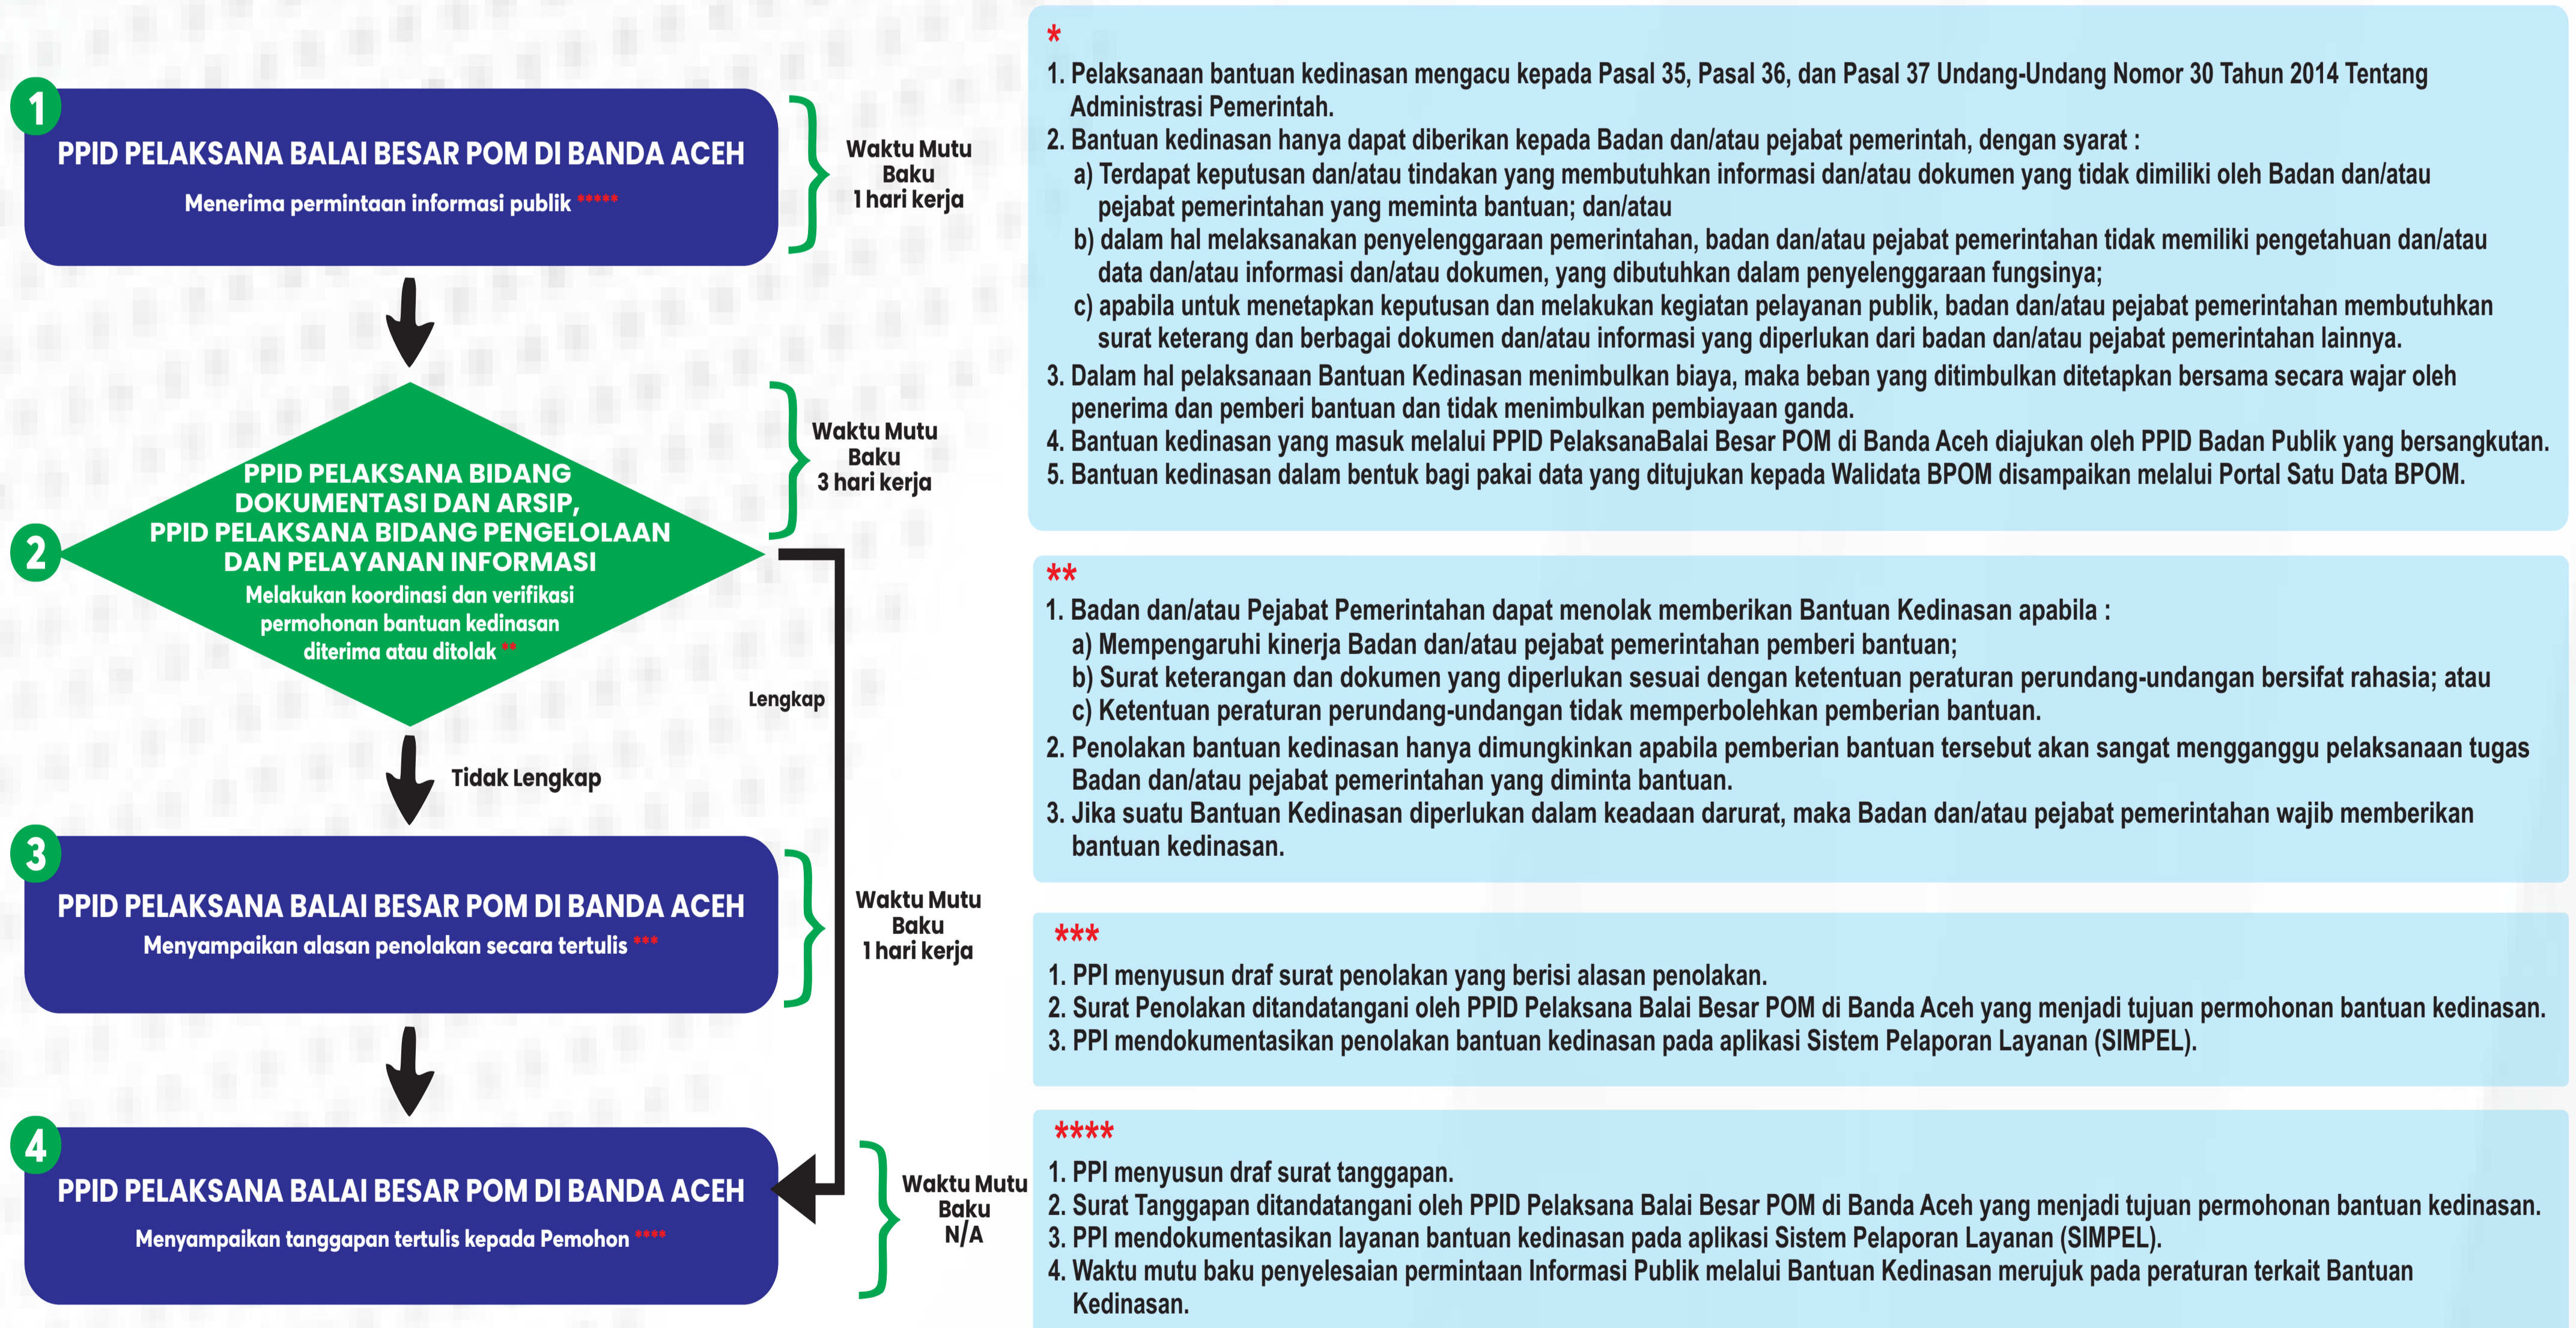 1
PPID PELAKSANA BALAI BESAR POM DI BANDA ACEH
Menerima permintaan informasi publik *****
Waktu Mutu
Baku
1 hari kerja
2
PPID PELAKSANA BIDANG
DOKUMENTASI DAN ARSIP,
PPID PELAKSANA BIDANG PENGELOLAAN
DAN PELAYANAN INFORMASI
Melakukan koordinasi dan verifikasi
permohonan bantuan kedinasan
diterima atau ditolak **
Waktu Mutu
Baku
3 hari kerja
Lengkap
Tidak Lengkap
3
PPID PELAKSANA BALAI BESAR POM DI BANDA ACEH
Menyampaikan alasan penolakan secara tertulis ***
Waktu Mutu
Baku
1 hari kerja
4
PPID PELAKSANA BALAI BESAR POM DI BANDA ACEH
Menyampaikan tanggapan tertulis kepada Pemohon ****
Waktu Mutu
Baku
N/A
*
1. Pelaksanaan bantuan kedinasan mengacu kepada Pasal 35, Pasal 36, dan Pasal 37 Undang-Undang Nomor 30 Tahun 2014 Tentang
Administrasi Pemerintah.
2. Bantuan kedinasan hanya dapat diberikan kepada Badan dan/atau pejabat pemerintah, dengan syarat :
a) Terdapat keputusan dan/atau tindakan yang membutuhkan informasi dan/atau dokumen yang tidak dimiliki oleh Badan dan/atau
pejabat pemerintahan yang meminta bantuan; dan/atau
b) dalam hal melaksanakan penyelenggaraan pemerintahan, badan dan/atau pejabat pemerintahan tidak memiliki pengetahuan dan/atau
data dan/atau informasi dan/atau dokumen, yang dibutuhkan dalam penyelenggaraan fungsinya;
c) apabila untuk menetapkan keputusan dan melakukan kegiatan pelayanan publik, badan dan/atau pejabat pemerintahan membutuhkan
surat keterang dan berbagai dokumen dan/atau informasi yang diperlukan dari badan dan/atau pejabat pemerintahan lainnya.
3. Dalam hal pelaksanaan Bantuan Kedinasan menimbulkan biaya, maka beban yang ditimbulkan ditetapkan bersama secara wajar oleh
penerima dan pemberi bantuan dan tidak menimbulkan pembiayaan ganda.
4. Bantuan kedinasan yang masuk melalui PPID PelaksanaBalai Besar POM di Banda Aceh diajukan oleh PPID Badan Publik yang bersangkutan.
5. Bantuan kedinasan dalam bentuk bagi pakai data yang ditujukan kepada Walidata BPOM disampaikan melalui Portal Satu Data BPOM.
**
1. Badan dan/atau Pejabat Pemerintahan dapat menolak memberikan Bantuan Kedinasan apabila :
a) Mempengaruhi kinerja Badan dan/atau pejabat pemerintahan pemberi bantuan;
b) Surat keterangan dan dokumen yang diperlukan sesuai dengan ketentuan peraturan perundang-undangan bersifat rahasia; atau
c) Ketentuan peraturan perundang-undangan tidak memperbolehkan pemberian bantuan.
2. Penolakan bantuan kedinasan hanya dimungkinkan apabila pemberian bantuan tersebut akan sangat mengganggu pelaksanaan tugas
Badan dan/atau pejabat pemerintahan yang diminta bantuan.
3. Jika suatu Bantuan Kedinasan diperlukan dalam keadaan darurat, maka Badan dan/atau pejabat pemerintahan wajib memberikan
bantuan kedinasan.
***
1. PPI menyusun draf surat penolakan yang berisi alasan penolakan.
2. Surat Penolakan ditandatangani oleh PPID Pelaksana Balai Besar POM di Banda Aceh yang menjadi tujuan permohonan bantuan kedinasan.
3. PPI mendokumentasikan penolakan bantuan kedinasan pada aplikasi Sistem Pelaporan Layanan (SIMPEL).
****
1. PPI menyusun draf surat tanggapan.
2. Surat Tanggapan ditandatangani oleh PPID Pelaksana Balai Besar POM di Banda Aceh yang menjadi tujuan permohonan bantuan kedinasan.
3. PPI mendokumentasikan layanan bantuan kedinasan pada aplikasi Sistem Pelaporan Layanan (SIMPEL).
4. Waktu mutu baku penyelesaian permintaan Informasi Publik melalui Bantuan Kedinasan merujuk pada peraturan terkait Bantuan
Kedinasan.